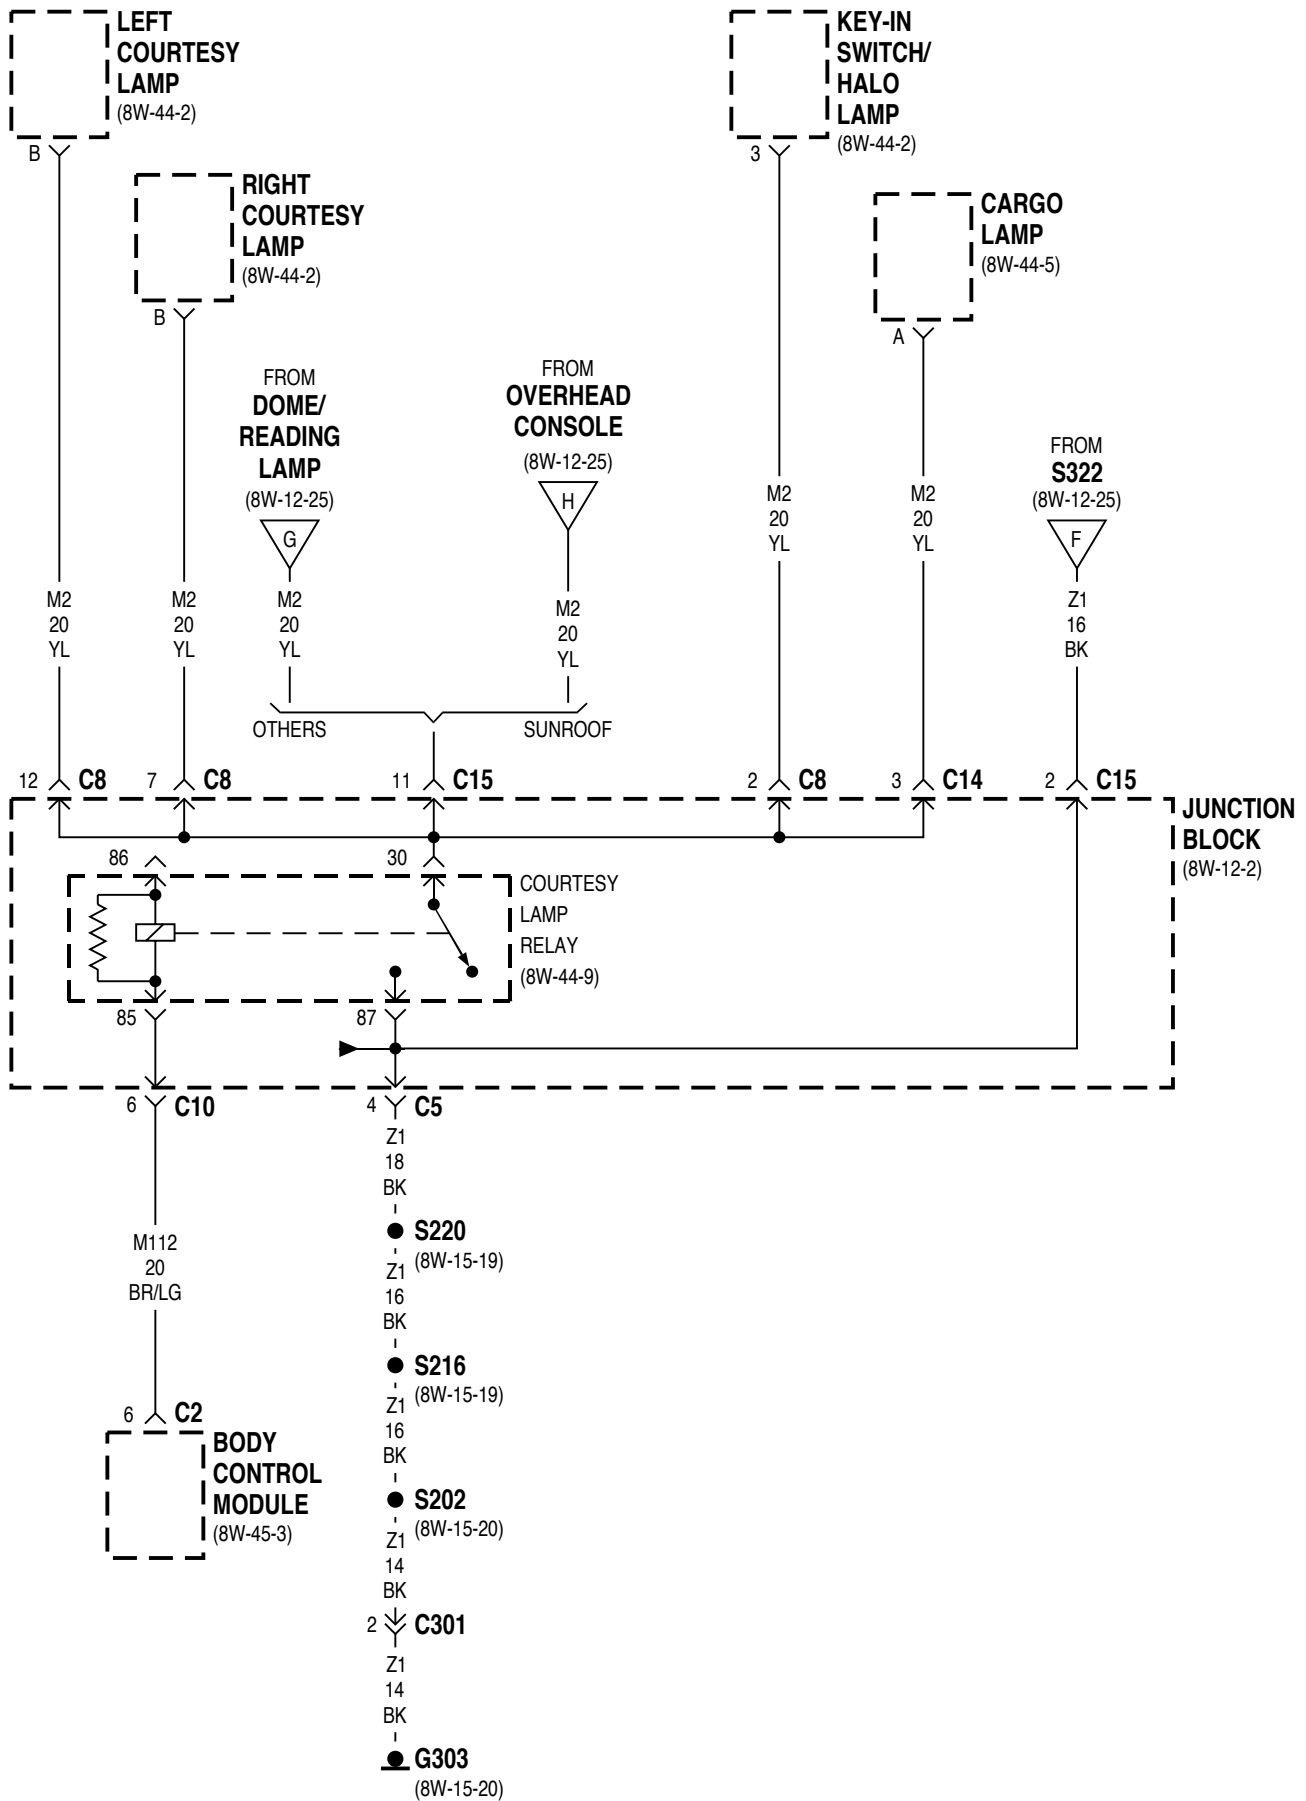 LEFT
COURTESY
LAMP
(8W-44-2)
B
KEY-IN
SWITCH/
HALO
LAMP
(8W-44-2)
3
RIGHT
COURTESY
LAMP
(8W-44-2)
B
CARGO
LAMP
(8W-44-5)
A
FROM
DOME/
READING
LAMP
(8W-12-25)
G
FROM
OVERHEAD
CONSOLE
(8W-12-25)
H
FROM
S322
(8W-12-25)
F
M2
20
YL
M2
20
YL
M2
20
YL
M2
20
YL
M2
20
YL
M2
20
YL
Z1
16
BK
OTHERS
SUNROOF
12 C8
7 C8
11 C15
2 C8
3 C14
2 C15
JUNCTION
BLOCK
(8W-12-2)
86
30
COURTESY
LAMP
RELAY
(8W-44-9)
85
87
6 C10
4 C5
Z1
18
BK
S220
(8W-15-19)
M112
20
BR/LG
Z1
16
BK
S216
(8W-15-19)
Z1
16
BK
6 C2
BODY
CONTROL
MODULE
(8W-45-3)
S202
(8W-15-20)
Z1
14
BK
2 C301
Z1
14
BK
G303
(8W-15-20)